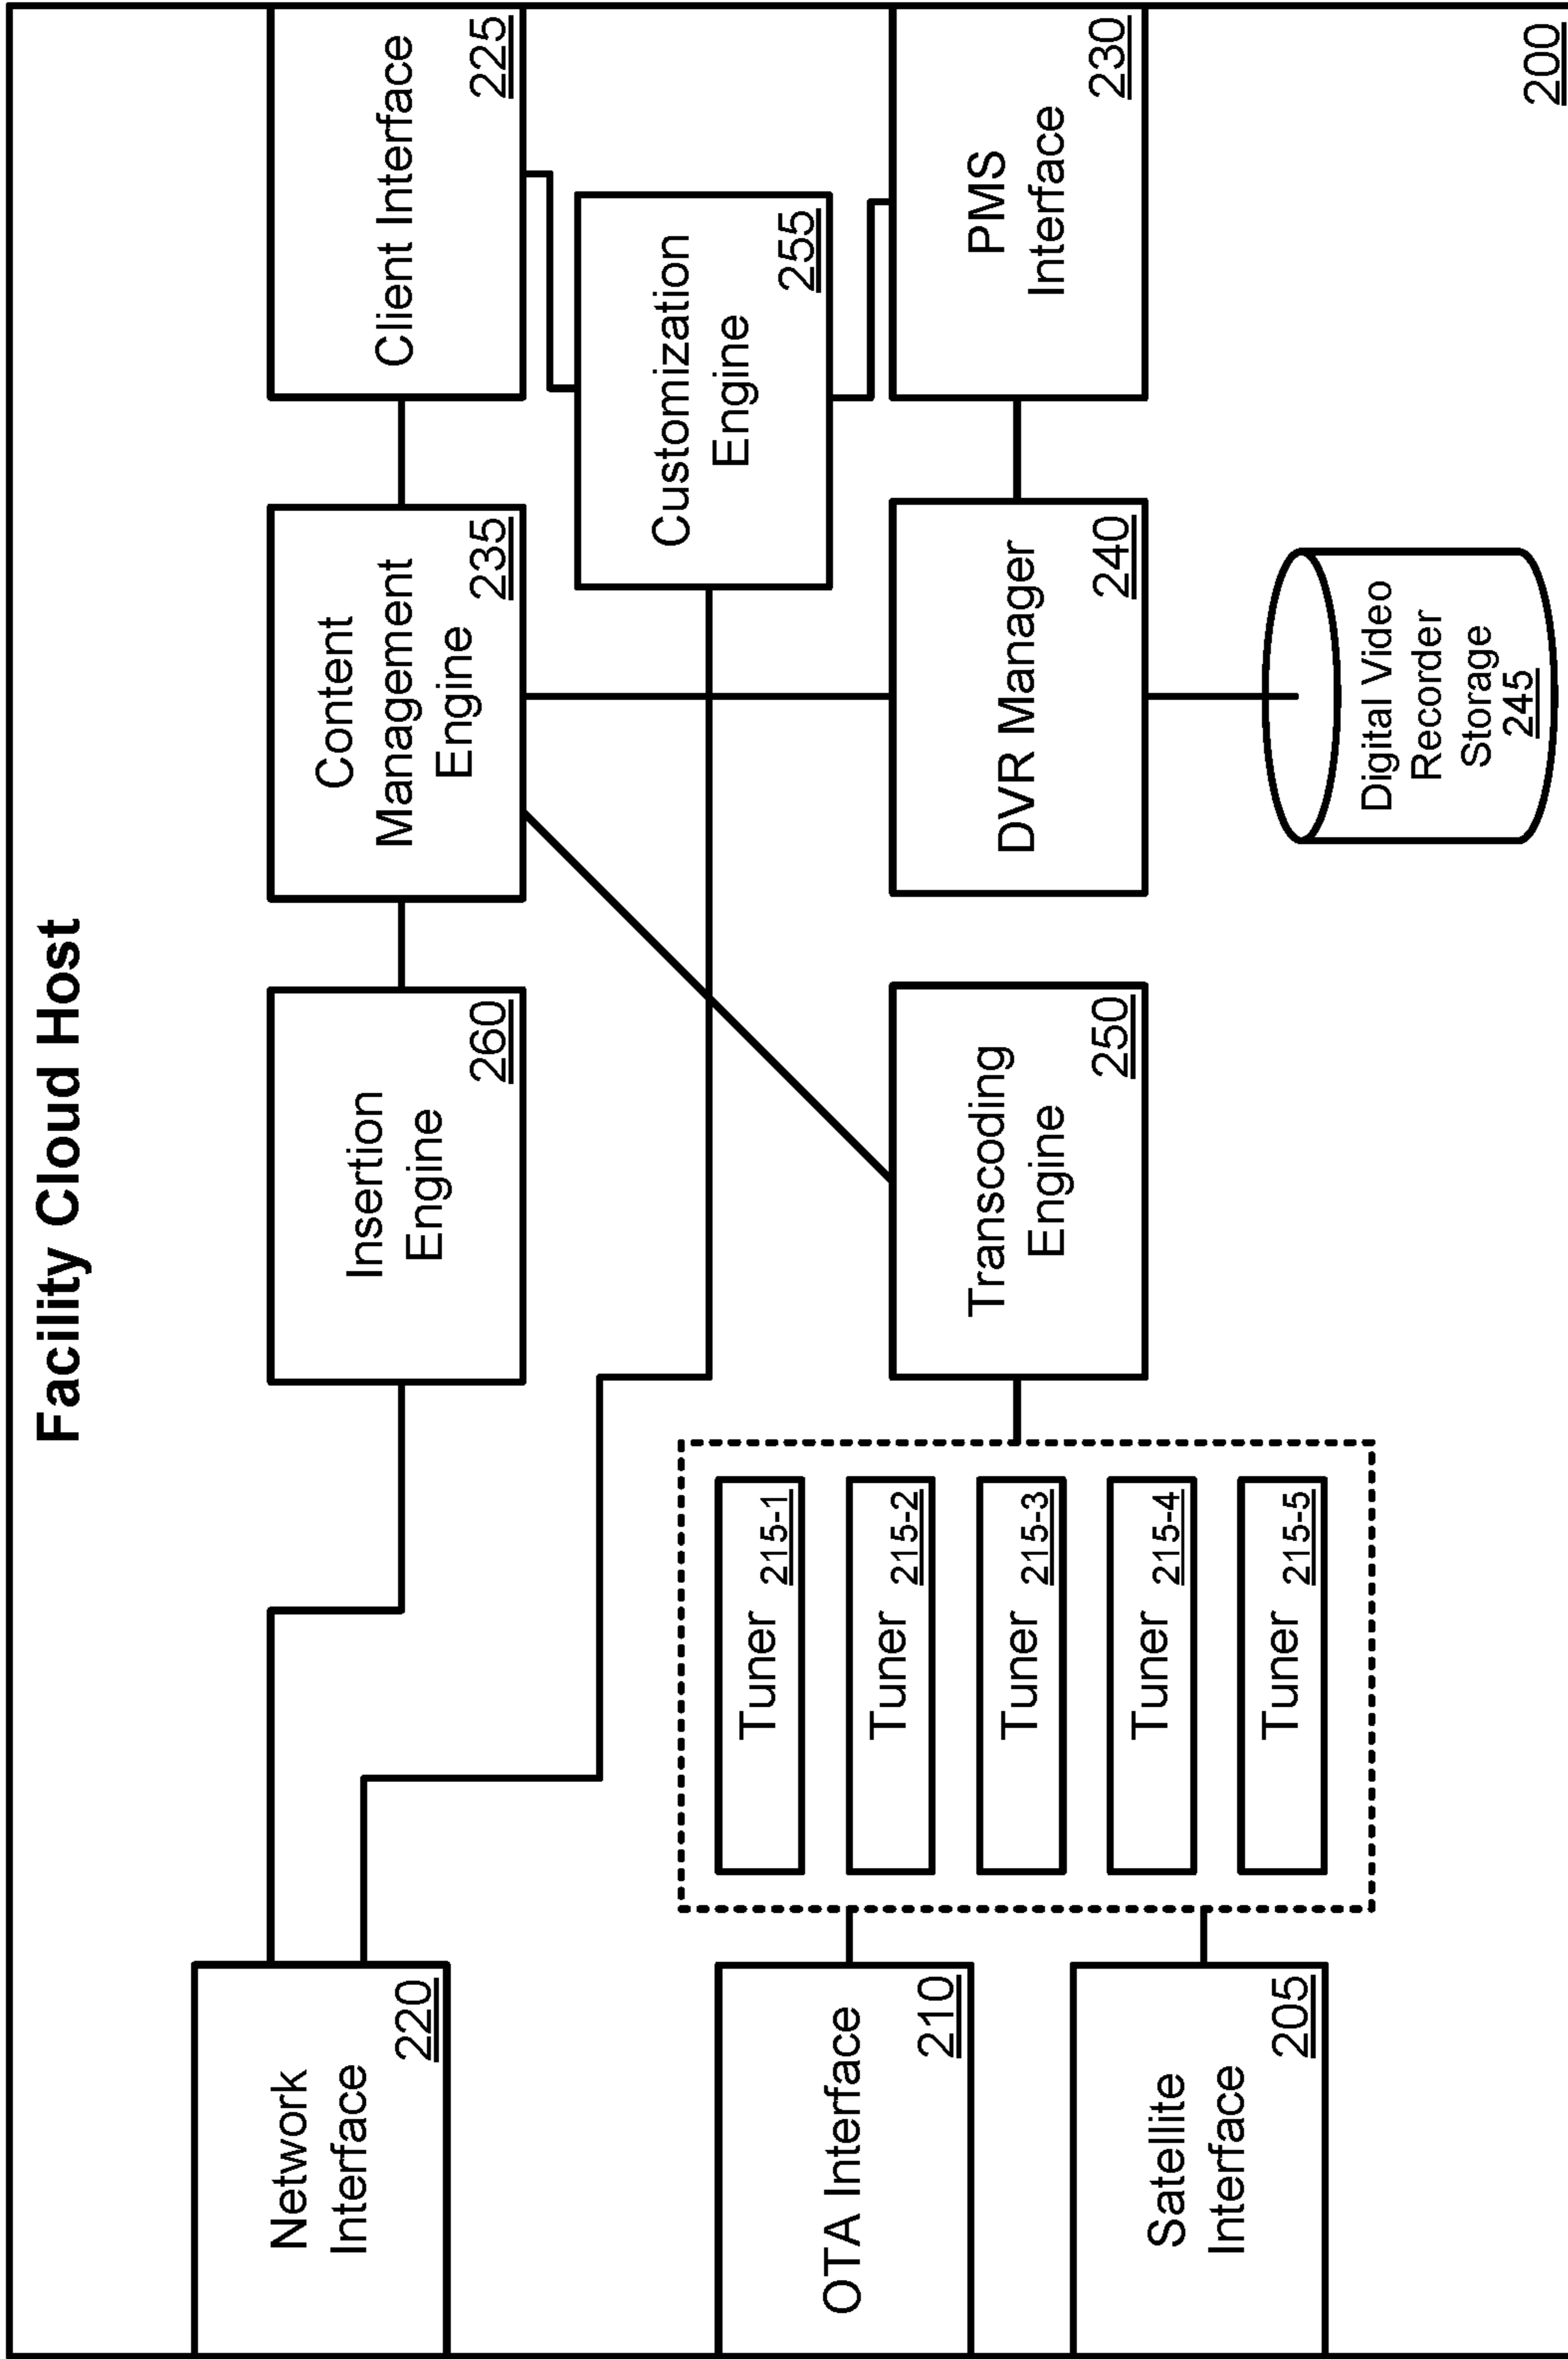 Facility Cloud Host
Network
Interface
220
Insertion
Engine
260
Content
Management
Engine
235
Client Interface
225
Customization
Engine
255
OTA Interface
210
Satellite
Interface
205
Tuner 215-1
Tuner 215-2
Tuner 215-3
Tuner 215-4
Tuner 215-5
Transcoding
Engine
250
DVR Manager
240
PMS
Interface
230
Digital Video
Recorder
Storage
245
200